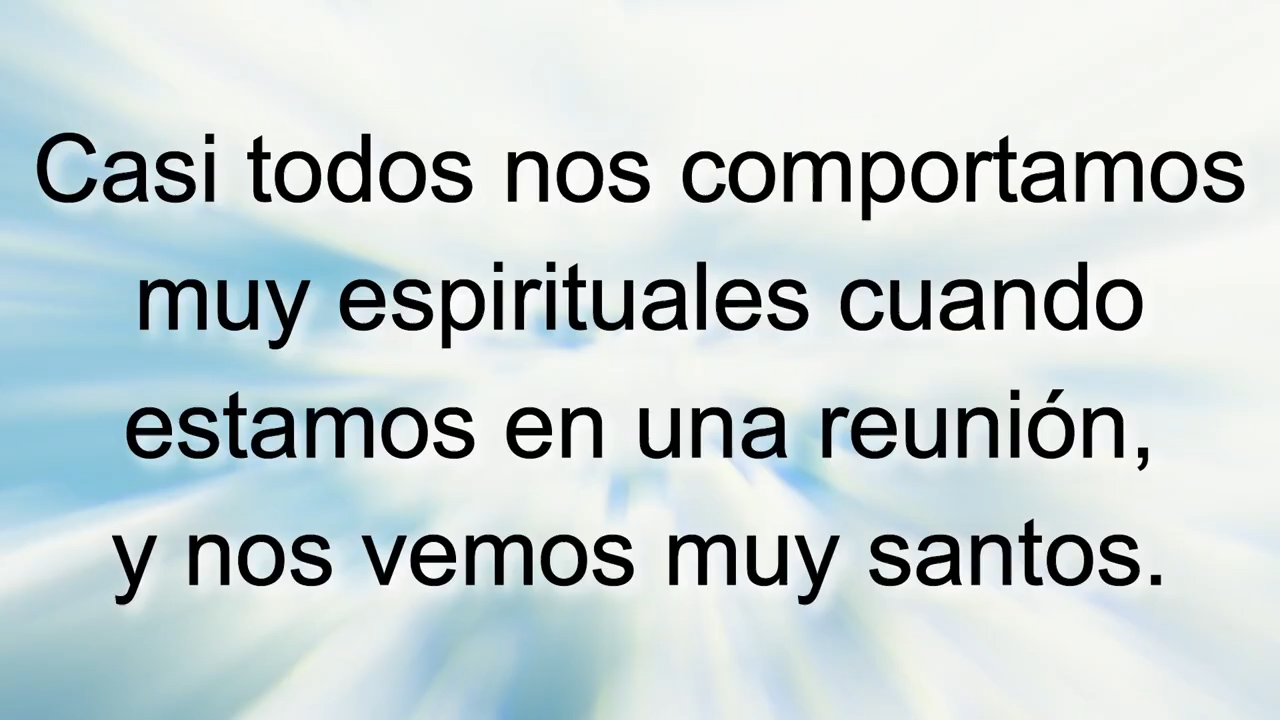 Casi todos nos comportamos
muy espirituales cuando
estamos en una reunión,
y nos vemos muy santos.